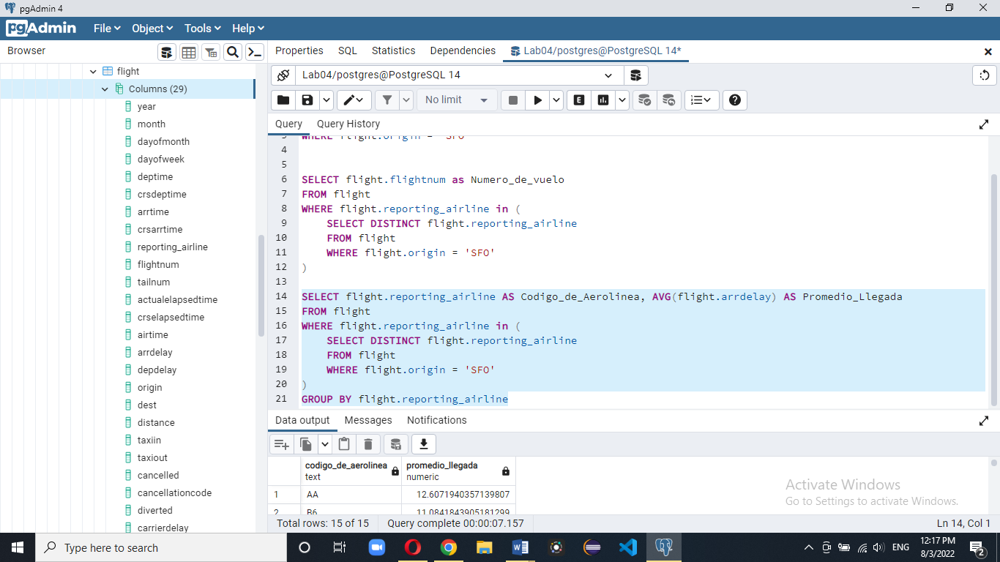 pgAdmin 4
pgAdmin File Object Tools Help
Browser
Properties SQL Statistics Dependencies Lab04/postgres@PostgreSQL 14*
flight
Columns (29)
year
month
dayofmonth
dayofweek
deptime
crsdeptime
arrtime
crsarrtime
reporting_airline
flightnum
tailnum
actualelapsedtime
crselapsedtime
airtime
arrdelay
depdelay
origin
dest
distance
taxiin
taxiout
cancelled
cancellationcode
diverted
carrierdelay
Lab04/postgres@PostgreSQL 14
No limit
E
Query Query History
3 WHERE flight.origin = 'SFO'
4
5
6 SELECT flight.flightnum as Numero_de_vuelo
7 FROM flight
8 WHERE flight.reporting_airline in (
9 SELECT DISTINCT flight.reporting_airline
10 FROM flight
11 WHERE flight.origin = 'SFO'
12 )
13
14 SELECT flight.reporting_airline AS Codigo_de_Aerolinea, AVG(flight.arrdelay) AS Promedio_Llegada
15 FROM flight
16 WHERE flight.reporting_airline in (
17 SELECT DISTINCT flight.reporting_airline
18 FROM flight
19 WHERE flight.origin = 'SFO'
20 )
21 GROUP BY flight.reporting_airline
Data output Messages Notifications
codigo_de_aerolinea promedio_llegada
text numeric
1 AA 12.6071940357139807
2 B6 11.0841843905181299
Activate Windows
Go to Settings to activate Windows.
Total rows: 15 of 15 Query complete 00:00:07.157 Ln 14, Col 1
Type here to search
ENG
12:17 PM
8/3/2022
2